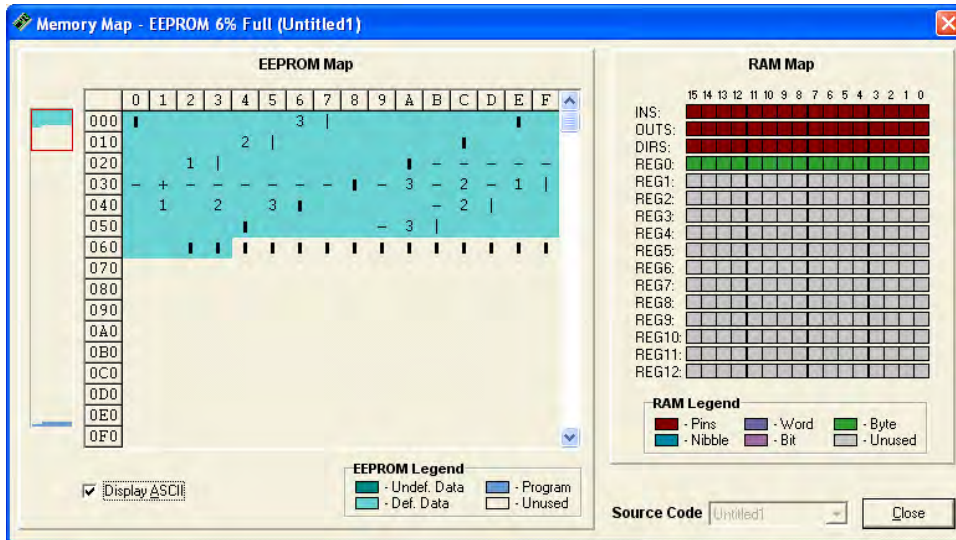 Memory Map - EEPROM 6% Full (Untitled1)
EEPROM Map
0 1 2 3 4 5 6 7 8 9 A B C D E F
000 ▮ 3 | ▮
010 2 | ▮
020 1 | ▮ - - - - -
030 - + - - - - - - ▮ - 3 - 2 - 1 |
040 1 2 3 ▮ - 2 |
050 ▮ - 3 |
060 ▮ ▮ ▮ ▮ ▮ ▮ ▮ ▮ ▮ ▮ ▮ ▮ ▮ ▮
070
080
090
0A0
0B0
0C0
0D0
0E0
0F0
Display ASCII
EEPROM Legend
- Undef. Data - Program
- Def. Data - Unused
RAM Map
15 14 13 12 11 10 9 8 7 6 5 4 3 2 1 0
INS:
OUTS:
DIRS:
REG0:
REG1:
REG2:
REG3:
REG4:
REG5:
REG6:
REG7:
REG8:
REG9:
REG10:
REG11:
REG12:
RAM Legend
- Pins - Word - Byte
- Nibble - Bit - Unused
Source Code Untitled1 Close